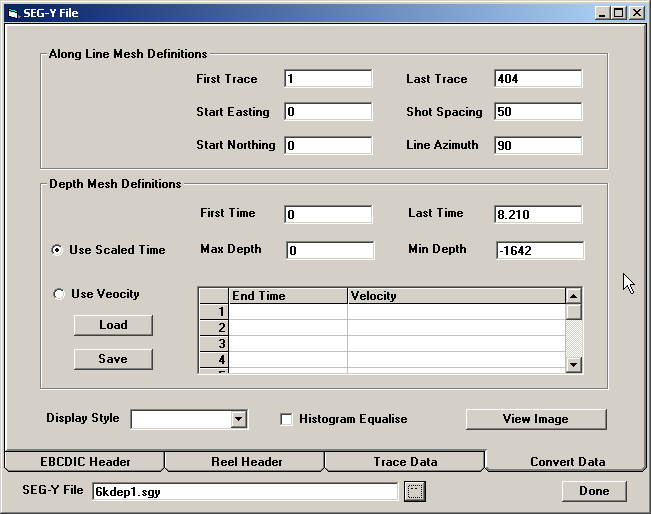 SEG-Y File
Along Line Mesh Definitions
First Trace 1 Last Trace 404
Start Easting 0 Shot Spacing 50
Start Northing 0 Line Azimuth 90
Depth Mesh Definitions
First Time 0 Last Time 8.210
Use Scaled Time Max Depth 0 Min Depth -1642
Use Veocity
End Time Velocity
1
Load
2
3
Save
4
Display Style Histogram Equalise View Image
EBCDIC Header Reel Header Trace Data Convert Data
SEG-Y File 6kdep1.sgy ... Done